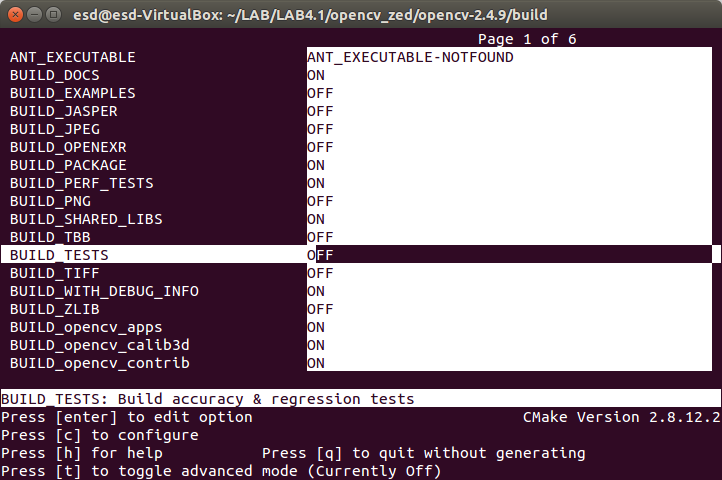 esd@esd-VirtualBox: ~/LAB/LAB4.1/opencv_zed/opencv-2.4.9/build
Page 1 of 6
ANT_EXECUTABLE ANT_EXECUTABLE-NOTFOUND
BUILD_DOCS ON
BUILD_EXAMPLES OFF
BUILD_JASPER OFF
BUILD_JPEG OFF
BUILD_OPENEXR OFF
BUILD_PACKAGE ON
BUILD_PERF_TESTS ON
BUILD_PNG OFF
BUILD_SHARED_LIBS ON
BUILD_TBB OFF
BUILD_TESTS OFF
BUILD_TIFF OFF
BUILD_WITH_DEBUG_INFO ON
BUILD_ZLIB OFF
BUILD_opencv_apps ON
BUILD_opencv_calib3d ON
BUILD_opencv_contrib ON
BUILD_TESTS: Build accuracy & regression tests
Press [enter] to edit option CMake Version 2.8.12.2
Press [c] to configure
Press [h] for help Press [q] to quit without generating
Press [t] to toggle advanced mode (Currently Off)